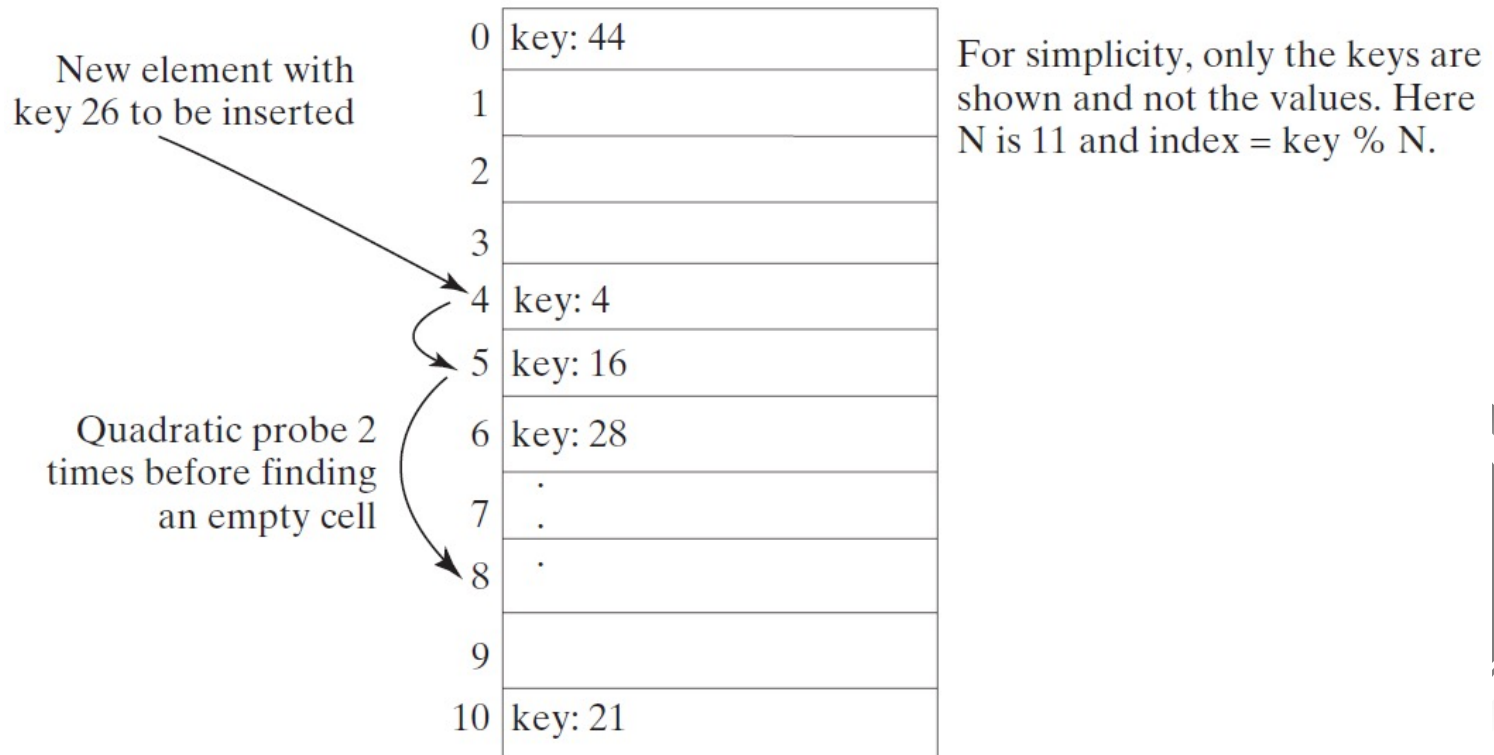 New element with
key 26 to be inserted
0 key: 44
1
2
3
4 key: 4
5 key: 16
6 key: 28
7 .
.
8 .
9
10 key: 21
Quadratic probe 2
times before finding
an empty cell
For simplicity, only the keys are
shown and not the values. Here
N is 11 and index = key % N.